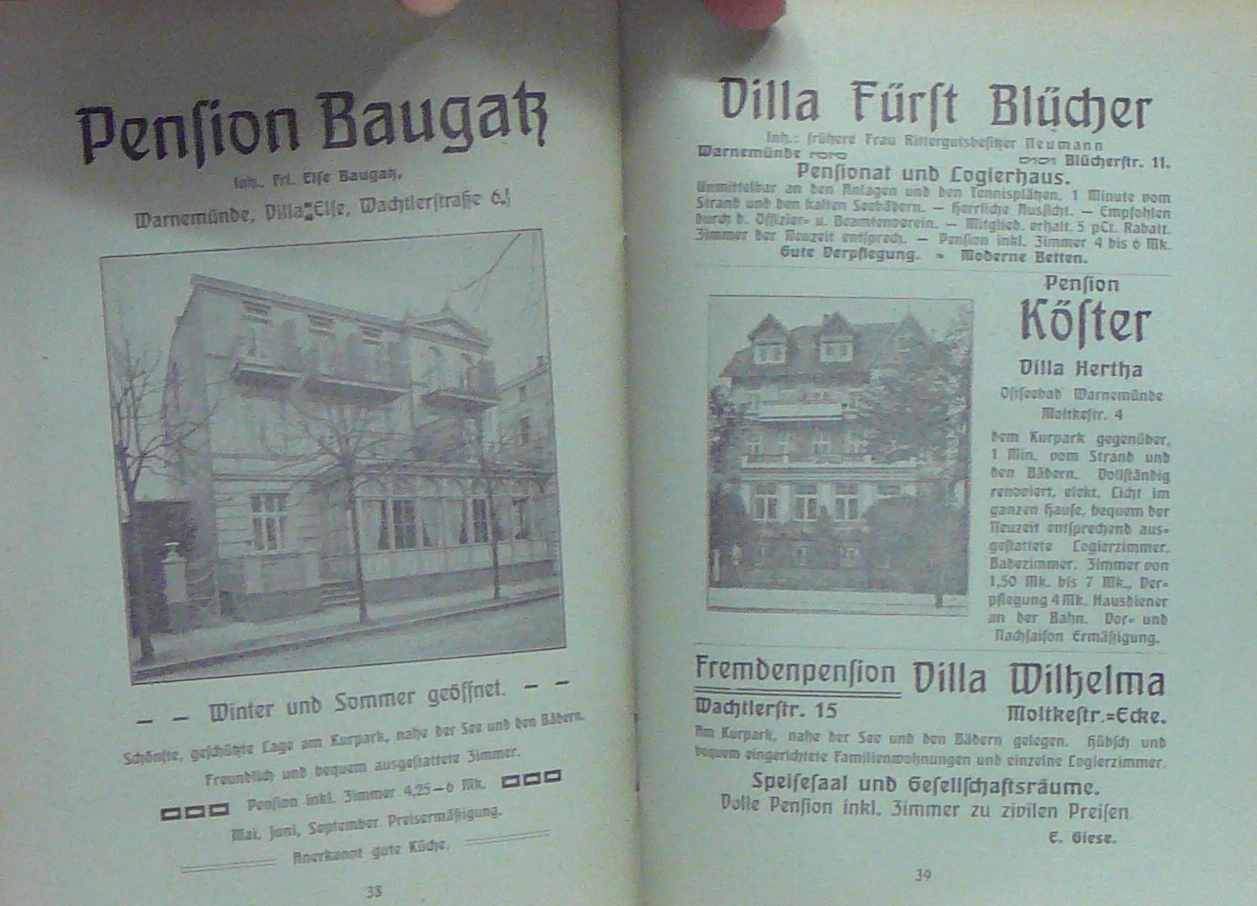 Pension Baugatz
Inh. Frl. Else Baugatz,
Warnemünde, Villa Else, Wachtlerstraße 6.
— — Winter und Sommer geöffnet. — —
Schönste, geschützte Lage am Kurpark, nahe der See und den Bädern.
Freundlich und bequem ausgestattete Zimmer.
Pension inkl. Zimmer 4,25–6 Mk.
Mai, Juni, September Preisermäßigung.
Anerkannt gute Küche.
38
Villa Fürst Blücher
Inh.: frühere Frau Rittergutsbesitzer Neumann
Warnemünde Blücherstr. 11.
Pensionat und Logierhaus.
Unmittelbar an den Anlagen und den Tennisplätzen. 1 Minute vom
Strand und den kalten Seebädern. — Herrliche Aussicht. — Empfohlen
durch d. Offizier- u. Beamtenverein. — Mitglied. erhalt. 5 pCt. Rabatt.
Zimmer der Neuzeit entsprech. — Pension inkl. Zimmer 4 bis 6 Mk.
Gute Verpflegung. - Moderne Betten.
Pension
Köster
Villa Hertha
Ostseebad Warnemünde
Moltkestr. 4
dem Kurpark gegenüber,
1 Min. vom Strand und
den Bädern. Vollständig
renoviert, elekt. Licht im
ganzen Hause, bequem der
Neuzeit entsprechend aus-
gestattete Logierzimmer.
Badezimmer. Zimmer von
1,50 Mk. bis 7 Mk., Ver-
pflegung 4 Mk. Hausdiener
an der Bahn. Vor- und
Nachsaison Ermäßigung.
Fremdenpension Villa Wilhelma
Wachtlerstr. 15 Moltkestr.-Ecke.
Am Kurpark, nahe der See und den Bädern gelegen. Hübsch und
bequem eingerichtete Familienwohnungen und einzelne Logierzimmer.
Speisesaal und Gesellschaftsräume.
Volle Pension inkl. Zimmer zu zivilen Preisen
E. Giese.
39